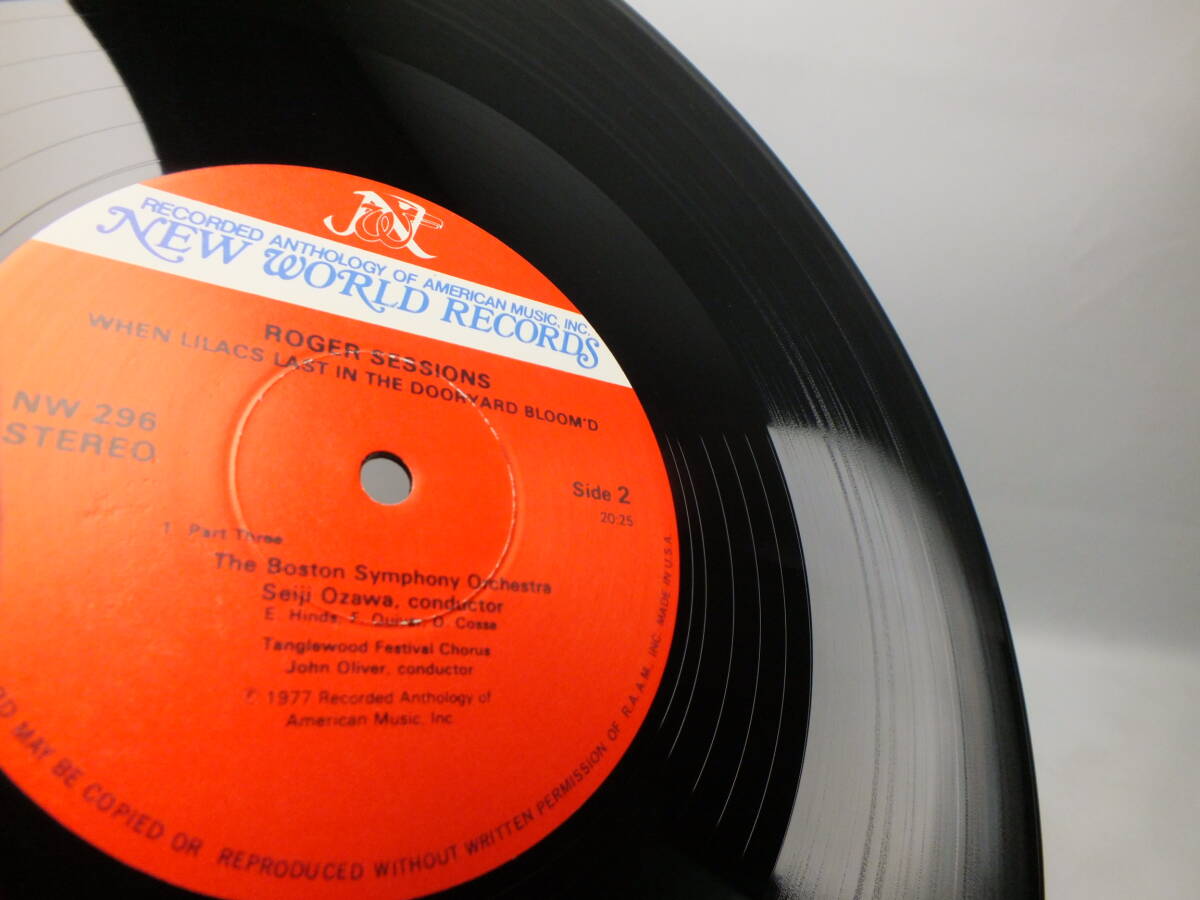 RECORDED ANTHOLOGY OF AMERICAN MUSIC, INC.
NEW WORLD RECORDS
ROGER SESSIONS
WHEN LILACS LAST IN THE DOORYARD BLOOM'D
NW 296
STEREO
Side 2
20:25
1. Part Three
The Boston Symphony Orchestra
Seiji Ozawa, conductor
E. Hinds, F. Quivar, D. Cossa
Tanglewood Festival Chorus
John Oliver, conductor
℗ 1977 Recorded Anthology of
American Music, Inc
MAY BE COPIED OR REPRODUCED WITHOUT WRITTEN PERMISSION OF R.A.A.M., INC. MADE IN U.S.A.